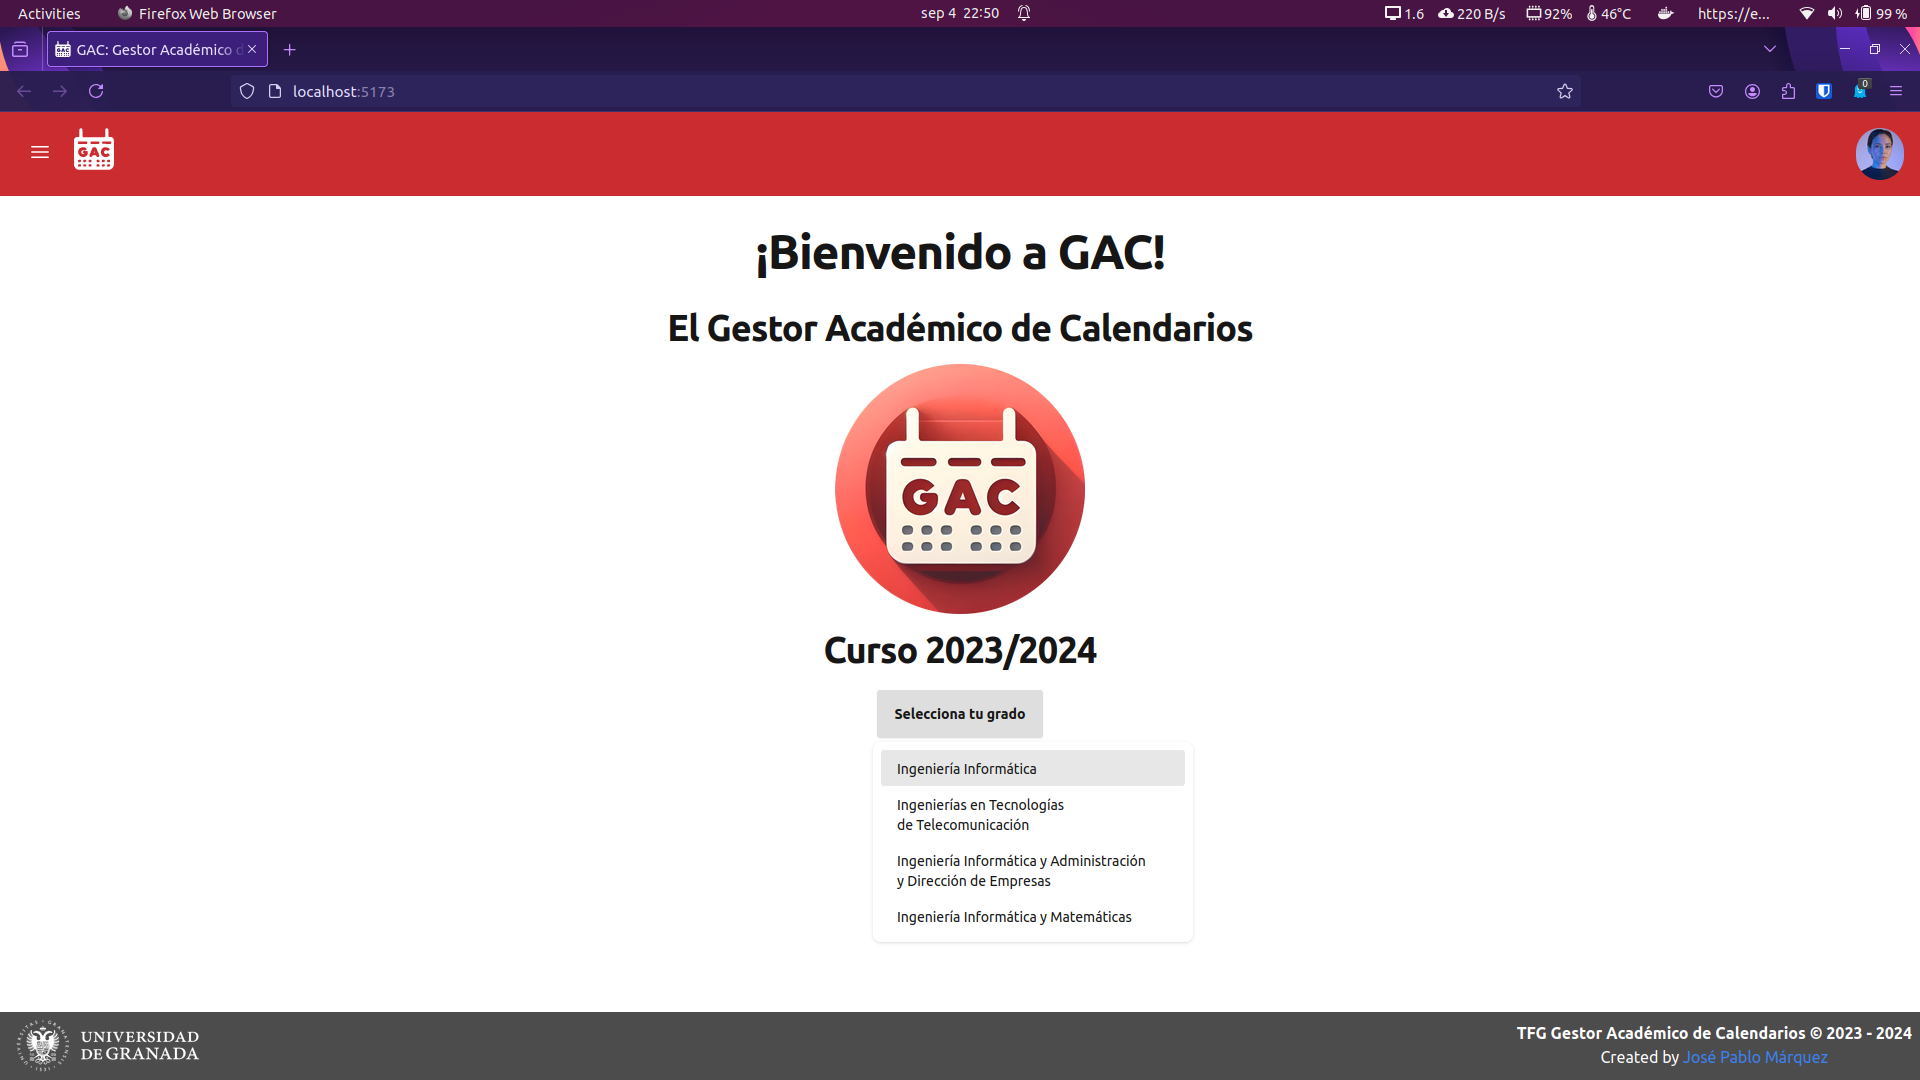 Activities
Firefox Web Browser
sep 4 22:50
1.6
220 B/s
92%
46°C
https://e...
99 %
GAC: Gestor Académico d
localhost:5173
0
GAC
¡Bienvenido a GAC!
El Gestor Académico de Calendarios
GAC
Curso 2023/2024
Selecciona tu grado
Ingeniería Informática
Ingenierías en Tecnologías
de Telecomunicación
Ingeniería Informática y Administración
y Dirección de Empresas
Ingeniería Informática y Matemáticas
UNIVERSIDAD
DE GRANADA
TFG Gestor Académico de Calendarios © 2023 - 2024
Created by José Pablo Márquez